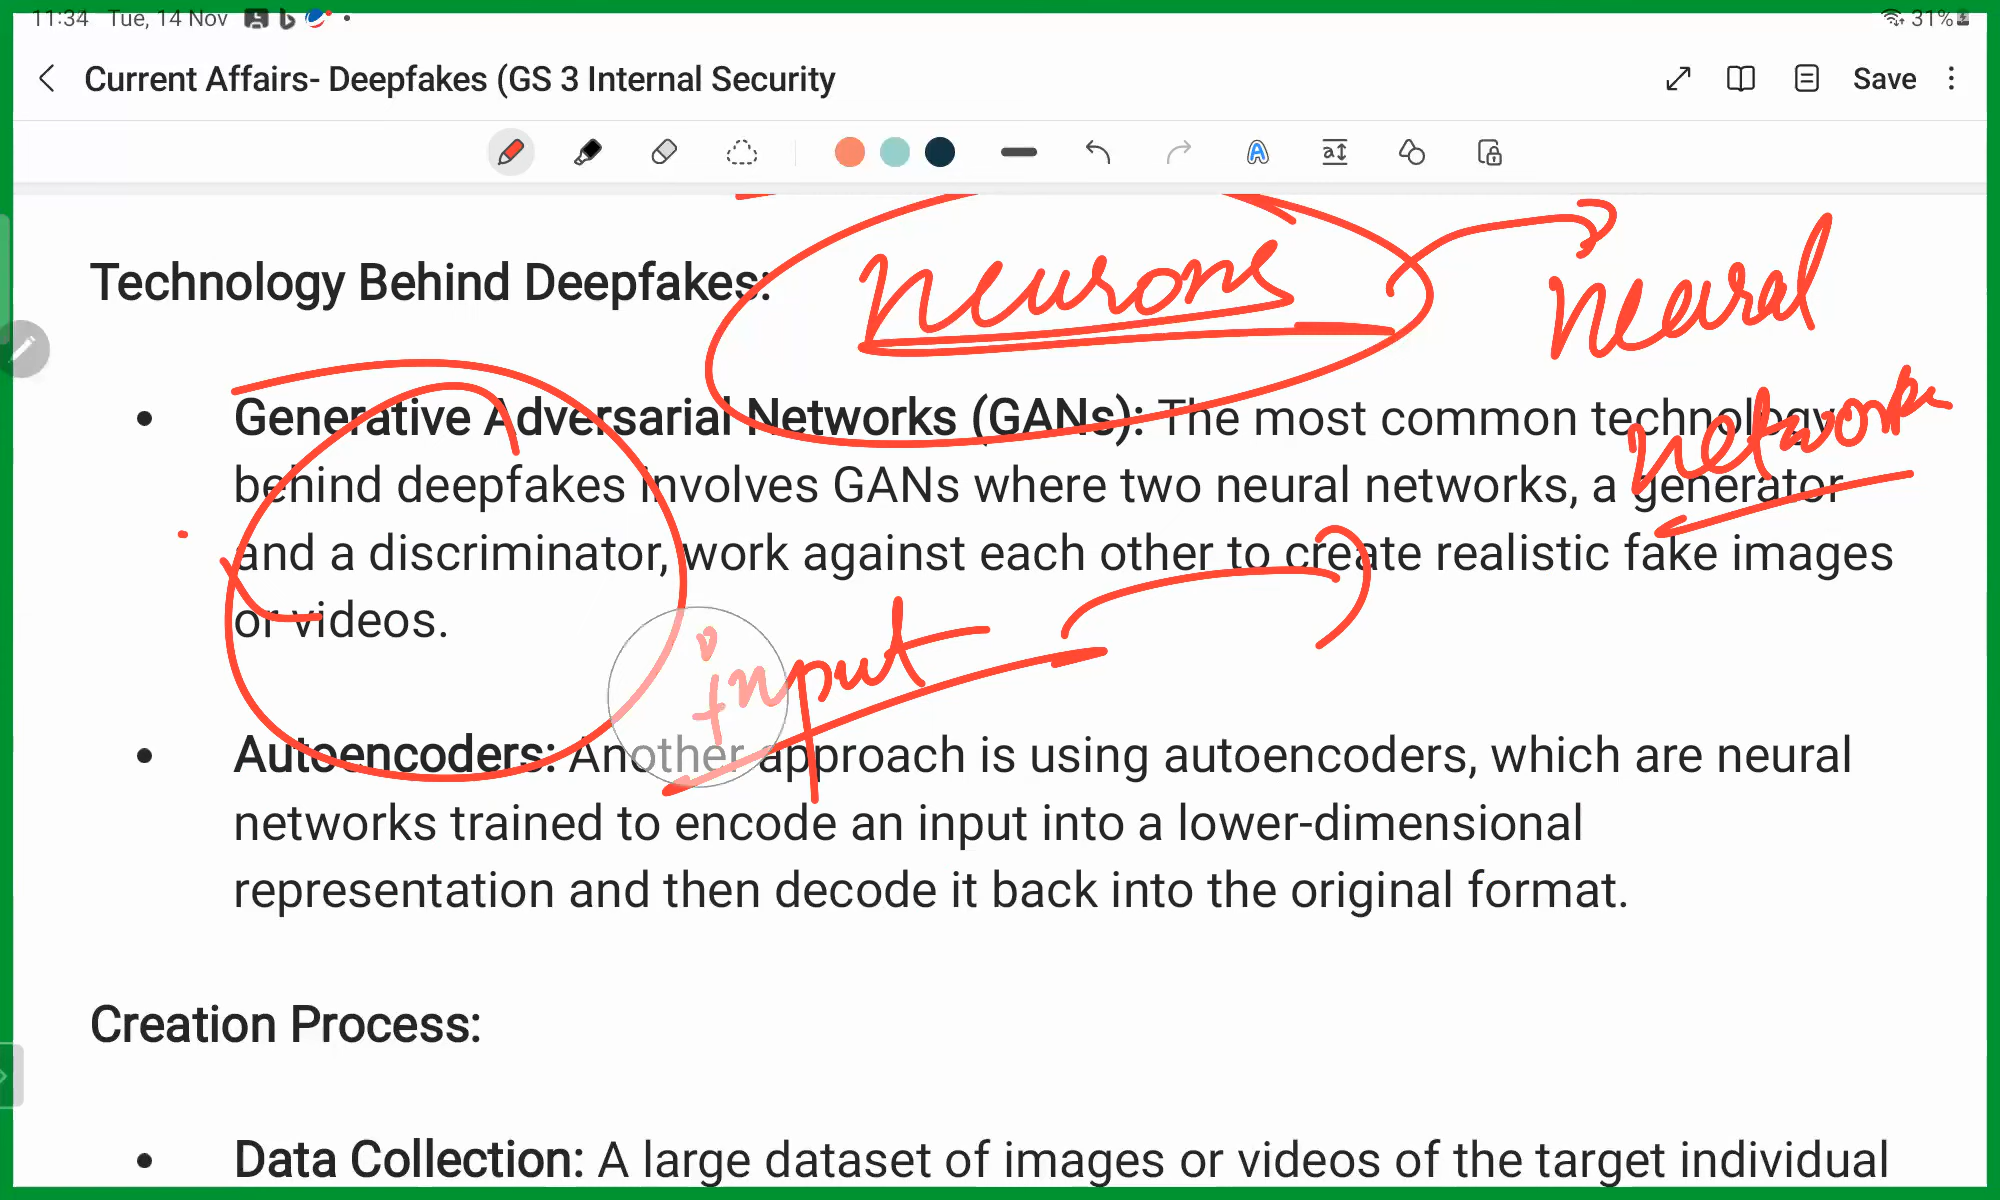 11:34 Tue, 14 Nov
31%
Current Affairs- Deepfakes (GS 3 Internal Security
Save
Technology Behind Deepfakes:
neurons
neural
networks
• Generative Adversarial Networks (GANs): The most common technology
behind deepfakes involves GANs where two neural networks, a generator
and a discriminator, work against each other to create realistic fake images
or videos.
input
• Autoencoders: Another approach is using autoencoders, which are neural
networks trained to encode an input into a lower-dimensional
representation and then decode it back into the original format.
Creation Process:
• Data Collection: A large dataset of images or videos of the target individual